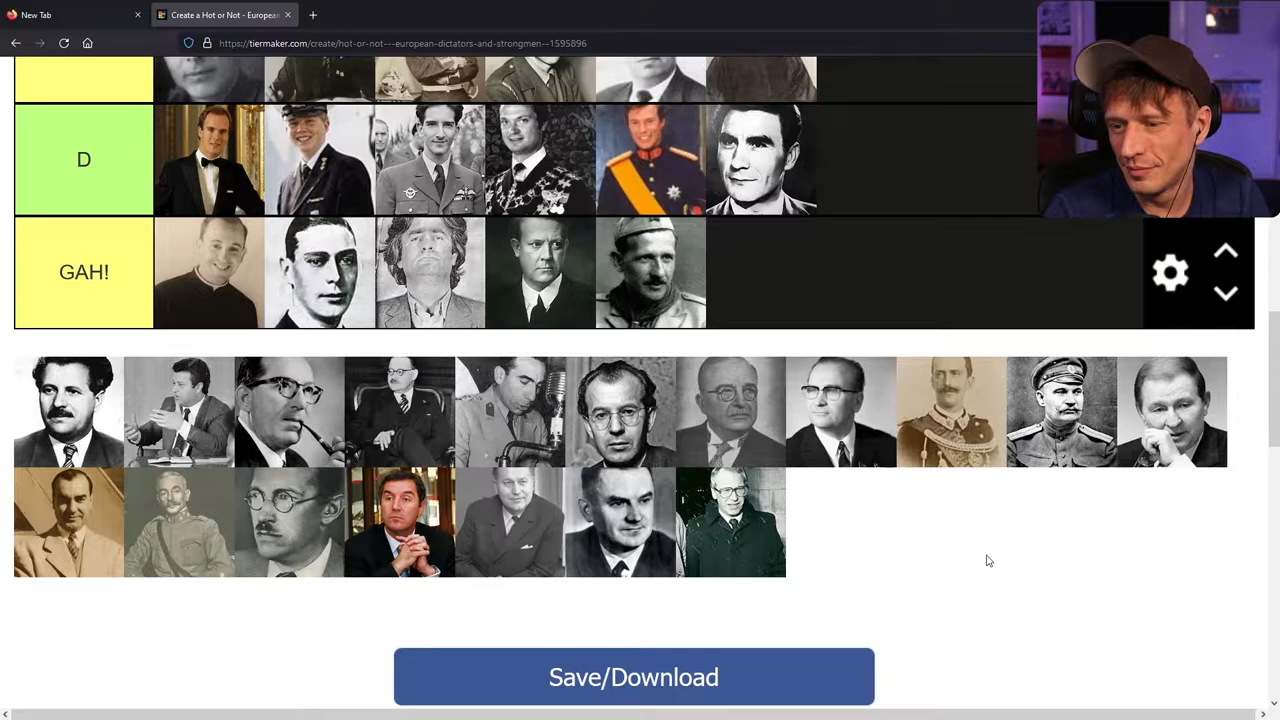 New Tab
Create a Hot or Not - European
https://tiermaker.com/create/hot-or-not---european-dictators-and-strongmen--1595896
D
GAH!
Save/Download